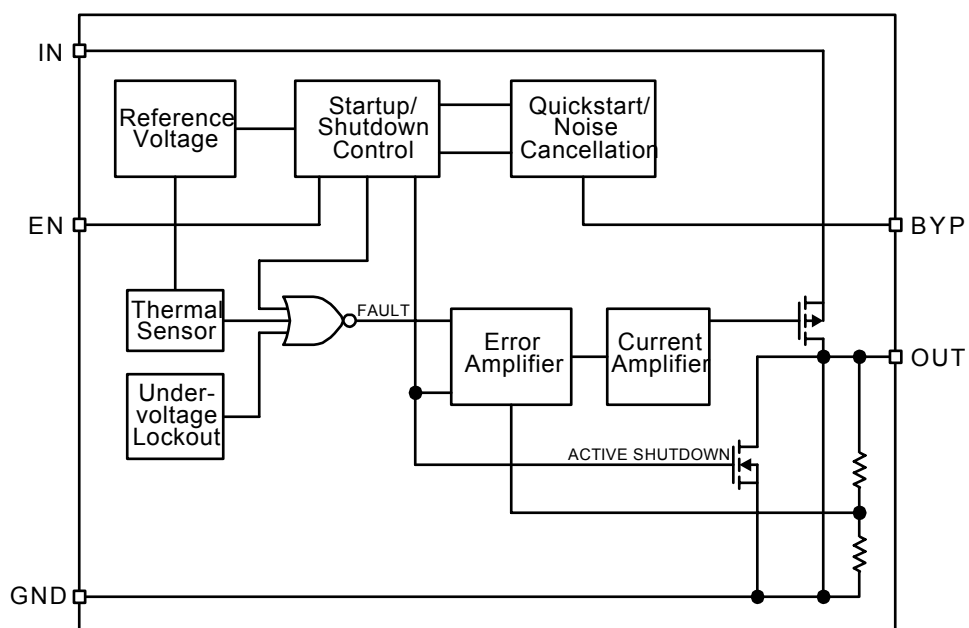 IN
Reference
Voltage
Startup/
Shutdown
Control
Quickstart/
Noise
Cancellation
EN
BYP
Thermal
Sensor
FAULT
Error
Amplifier
Current
Amplifier
OUT
Under-
voltage
Lockout
ACTIVE SHUTDOWN
GND